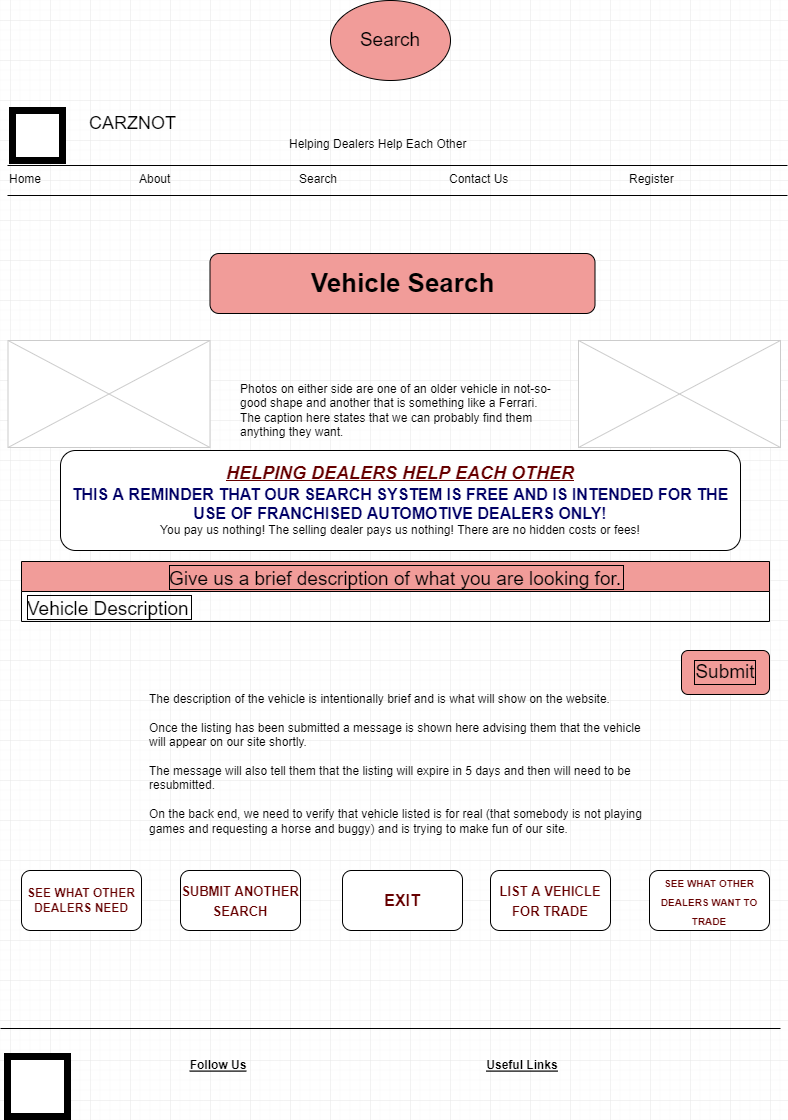 Search
CARZNOT
Helping Dealers Help Each Other
Home About Search Contact Us Register
Vehicle Search
Photos on either side are one of an older vehicle in not-so-
good shape and another that is something like a Ferrari.
The caption here states that we can probably find them
anything they want.
HELPING DEALERS HELP EACH OTHER
THIS A REMINDER THAT OUR SEARCH SYSTEM IS FREE AND IS INTENDED FOR THE
USE OF FRANCHISED AUTOMOTIVE DEALERS ONLY!
You pay us nothing! The selling dealer pays us nothing! There are no hidden costs or fees!
Give us a brief description of what you are looking for.
Vehicle Description
Submit
The description of the vehicle is intentionally brief and is what will show on the website.
Once the listing has been submitted a message is shown here advising them that the vehicle
will appear on our site shortly.
The message will also tell them that the listing will expire in 5 days and then will need to be
resubmitted.
On the back end, we need to verify that vehicle listed is for real (that somebody is not playing
games and requesting a horse and buggy) and is trying to make fun of our site.
SEE WHAT OTHER
DEALERS NEED
SUBMIT ANOTHER
SEARCH
EXIT
LIST A VEHICLE
FOR TRADE
SEE WHAT OTHER
DEALERS WANT TO
TRADE
Follow Us Useful Links